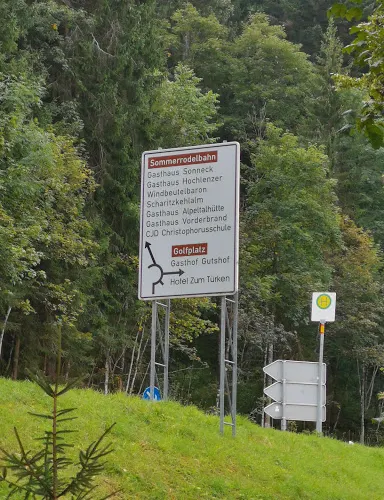 Sommerrodelbahn
Gasthaus Sonneck
Gasthaus Hochlenzer
Windbeutelbaron
Scharitzkehlalm
Gasthaus Alpeltalhütte
Gasthaus Vorderbrand
CJD Christophorusschule
Golfplatz
Gasthof Gutshof
Hotel Zum Türken
H